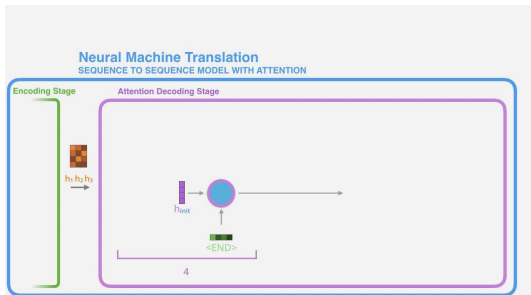 Neural Machine Translation
SEQUENCE TO SEQUENCE MODEL WITH ATTENTION
Encoding Stage
Attention Decoding Stage
h₁ h₂ h₃
hinit
<END>
4